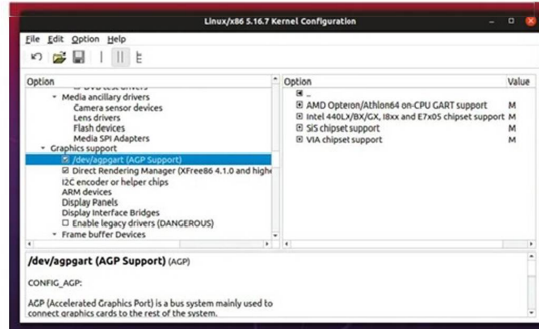 Linux/x86 5.16.7 Kernel Configuration
File Edit Option Help
Option
Media ancillary drivers
Camera sensor devices
Lens drivers
Flash devices
Media SPI Adapters
Graphics support
/dev/agpgart (AGP Support)
Direct Rendering Manager (XFree86 4.1.0 and highe
I2C encoder or helper chips
ARM devices
Display Panels
Display Interface Bridges
Enable legacy drivers (DANGEROUS)
Frame buffer Devices
Option Value
..
AMD Opteron/Athlon64 on-CPU GART support M
Intel 440LX/BX/GX, I8xx and E7x05 chipset support M
SiS chipset support M
VIA chipset support M
/dev/agpgart (AGP Support) (AGP)
CONFIG_AGP:
AGP (Accelerated Graphics Port) is a bus system mainly used to
connect graphics cards to the rest of the system.